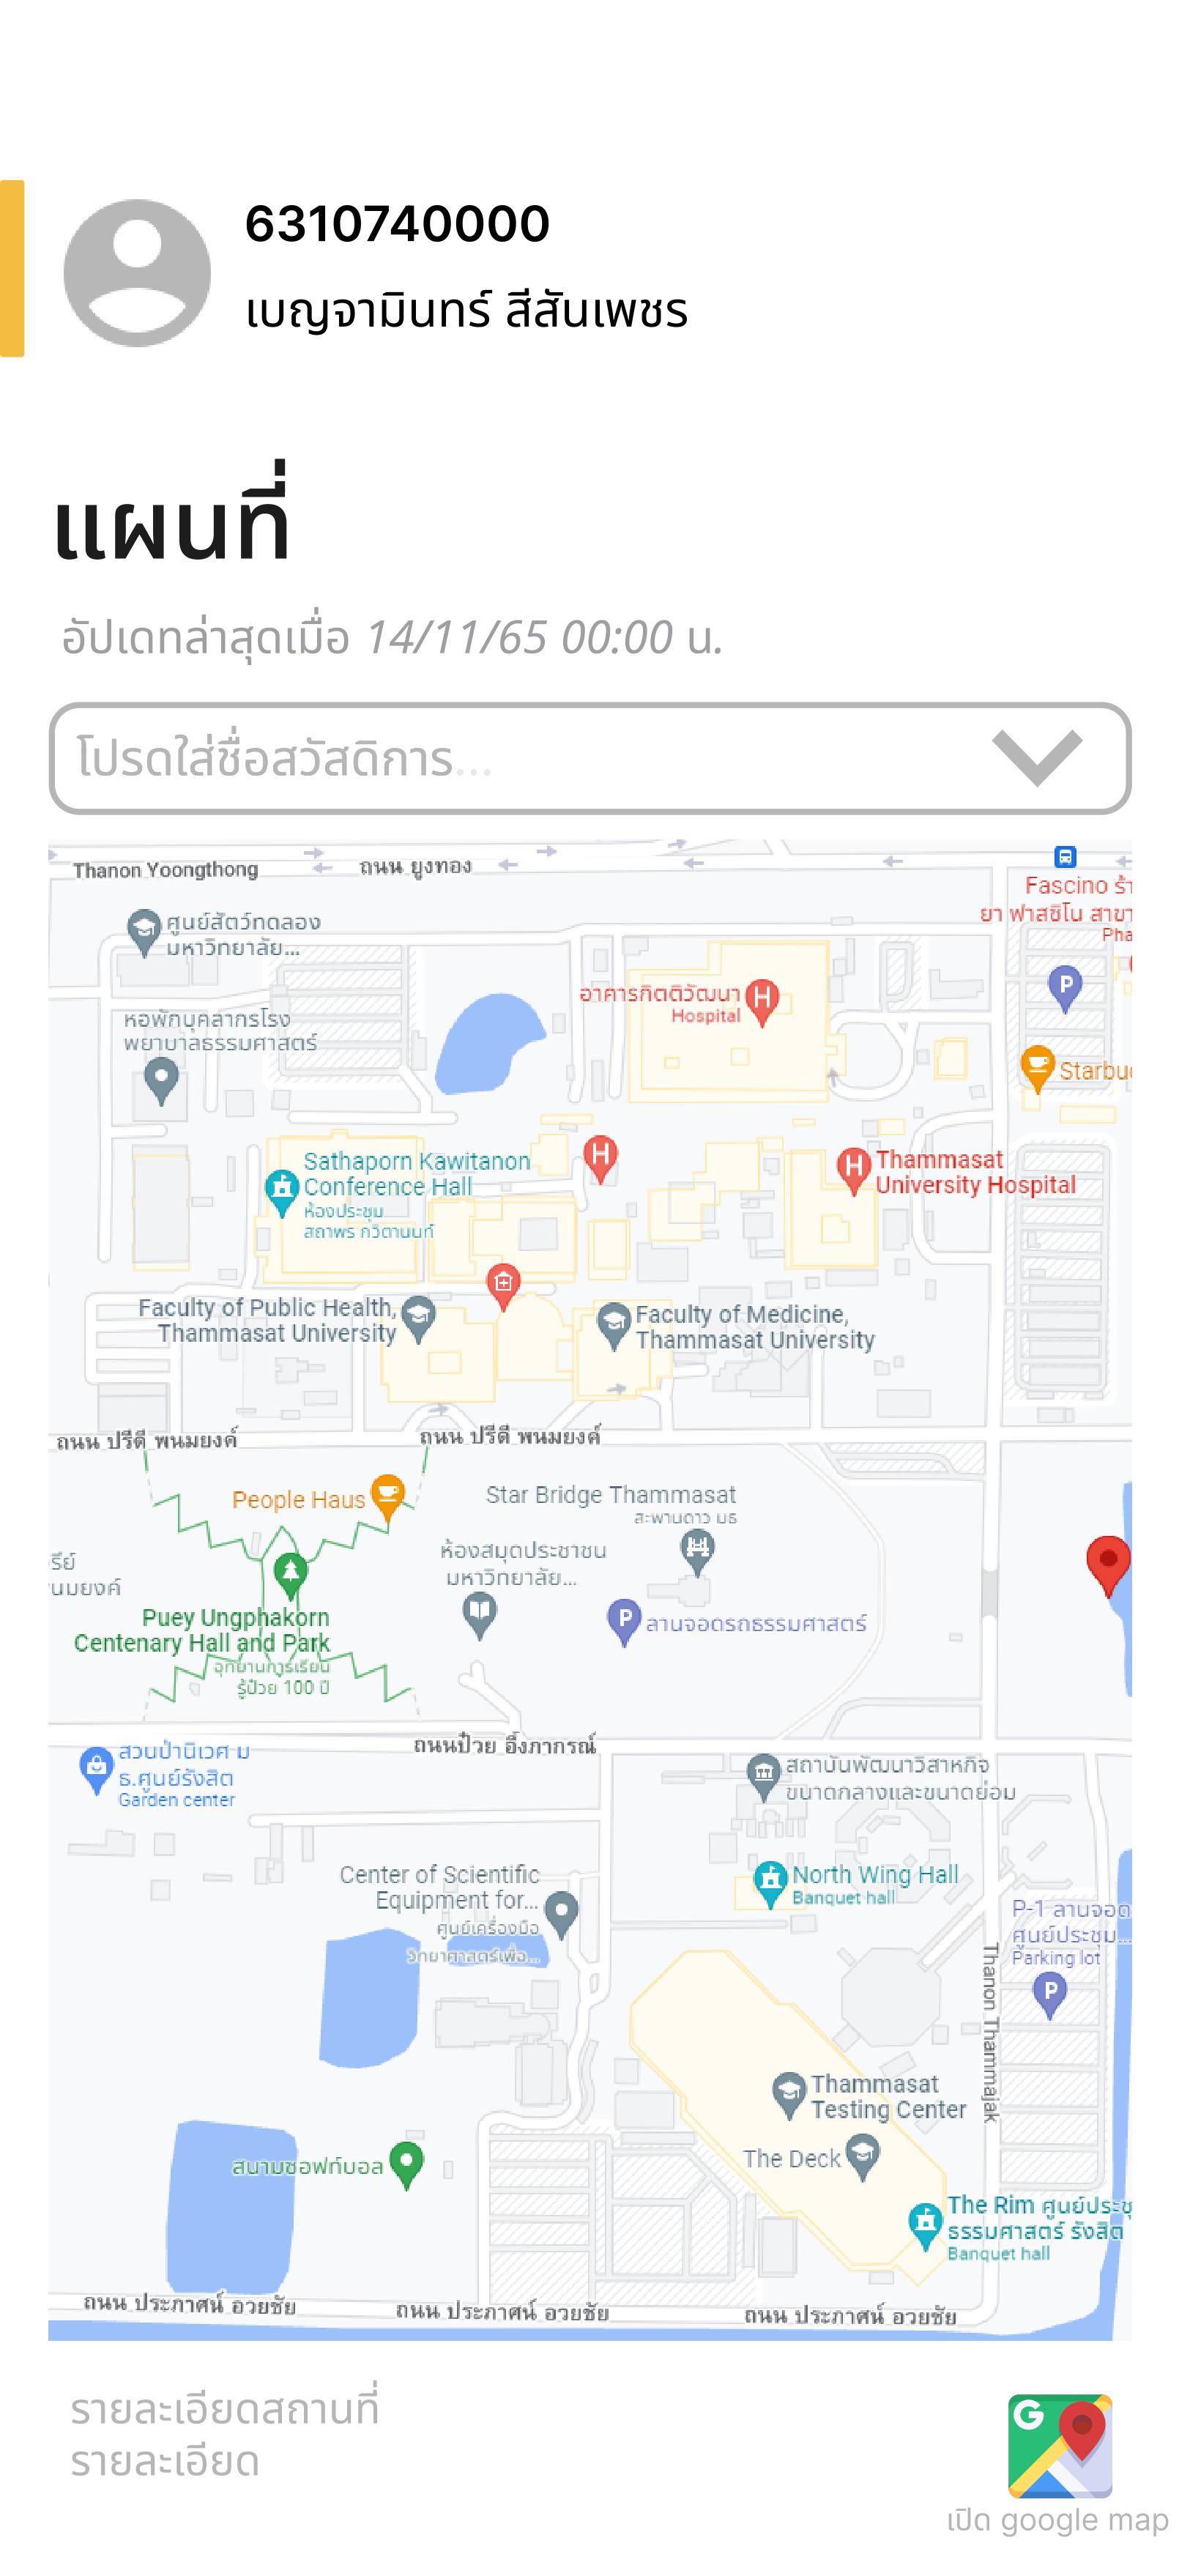 6310740000
เบญจามินทร์ สีสันเพชร
แผนที่
อัปเดทล่าสุดเมื่อ 14/11/65 00:00 น.
โปรดใส่ชื่อสวัสดิการ...
Thanon Yoongthong
ถนน ยูงทอง
Fascino ร้า
ยา ฟาสซิโน สาขา
Pha
ศูนย์สัตว์ทดลอง
มหาวิทยาลัย...
P
อาคารกิตติวัฒนา
Hospital
H
หอพักบุคลากรโรง
พยาบาลธรรมศาสตร์
Starbu
Sathaporn Kawitanon
Conference Hall
ห้องประชุม
สถาพร กวิตานนท์
H
H
Thammasat
University Hospital
Faculty of Public Health,
Thammasat University
Faculty of Medicine,
Thammasat University
ถนน ปรีดี พนมยงค์
ถนน ปรีดี พนมยงค์
People Haus
Star Bridge Thammasat
สะพานดาว มธ
ห้องสมุดประชาชน
มหาวิทยาลัย...
รีย์
นมยงค์
Puey Ungphakorn
Centenary Hall and Park
อุทยานการเรียน
รู้ป๋วย 100 ปี
P
ลานจอดรถธรรมศาสตร์
ถนนป๋วย อึ๊งภากรณ์
สวนป่านิเวศ ม
ธ.ศูนย์รังสิต
Garden center
สถาบันพัฒนาวิสาหกิจ
ขนาดกลางและขนาดย่อม
Center of Scientific
Equipment for...
ศูนย์เครื่องมือ
วิทยาศาสตร์เพื่อ...
North Wing Hall
Banquet hall
P-1 ลานจอด
ศูนย์ประชุม...
Parking lot
P
Thanon Thammajak
Thammasat
Testing Center
The Deck
สนามซอฟท์บอล
The Rim ศูนย์ประชุ
ธรรมศาสตร์ รังสิต
Banquet hall
ถนน ประภาศน์ อวยชัย
ถนน ประภาศน์ อวยชัย
ถนน ประภาศน์ อวยชัย
รายละเอียดสถานที่
รายละเอียด
G
เปิด google map